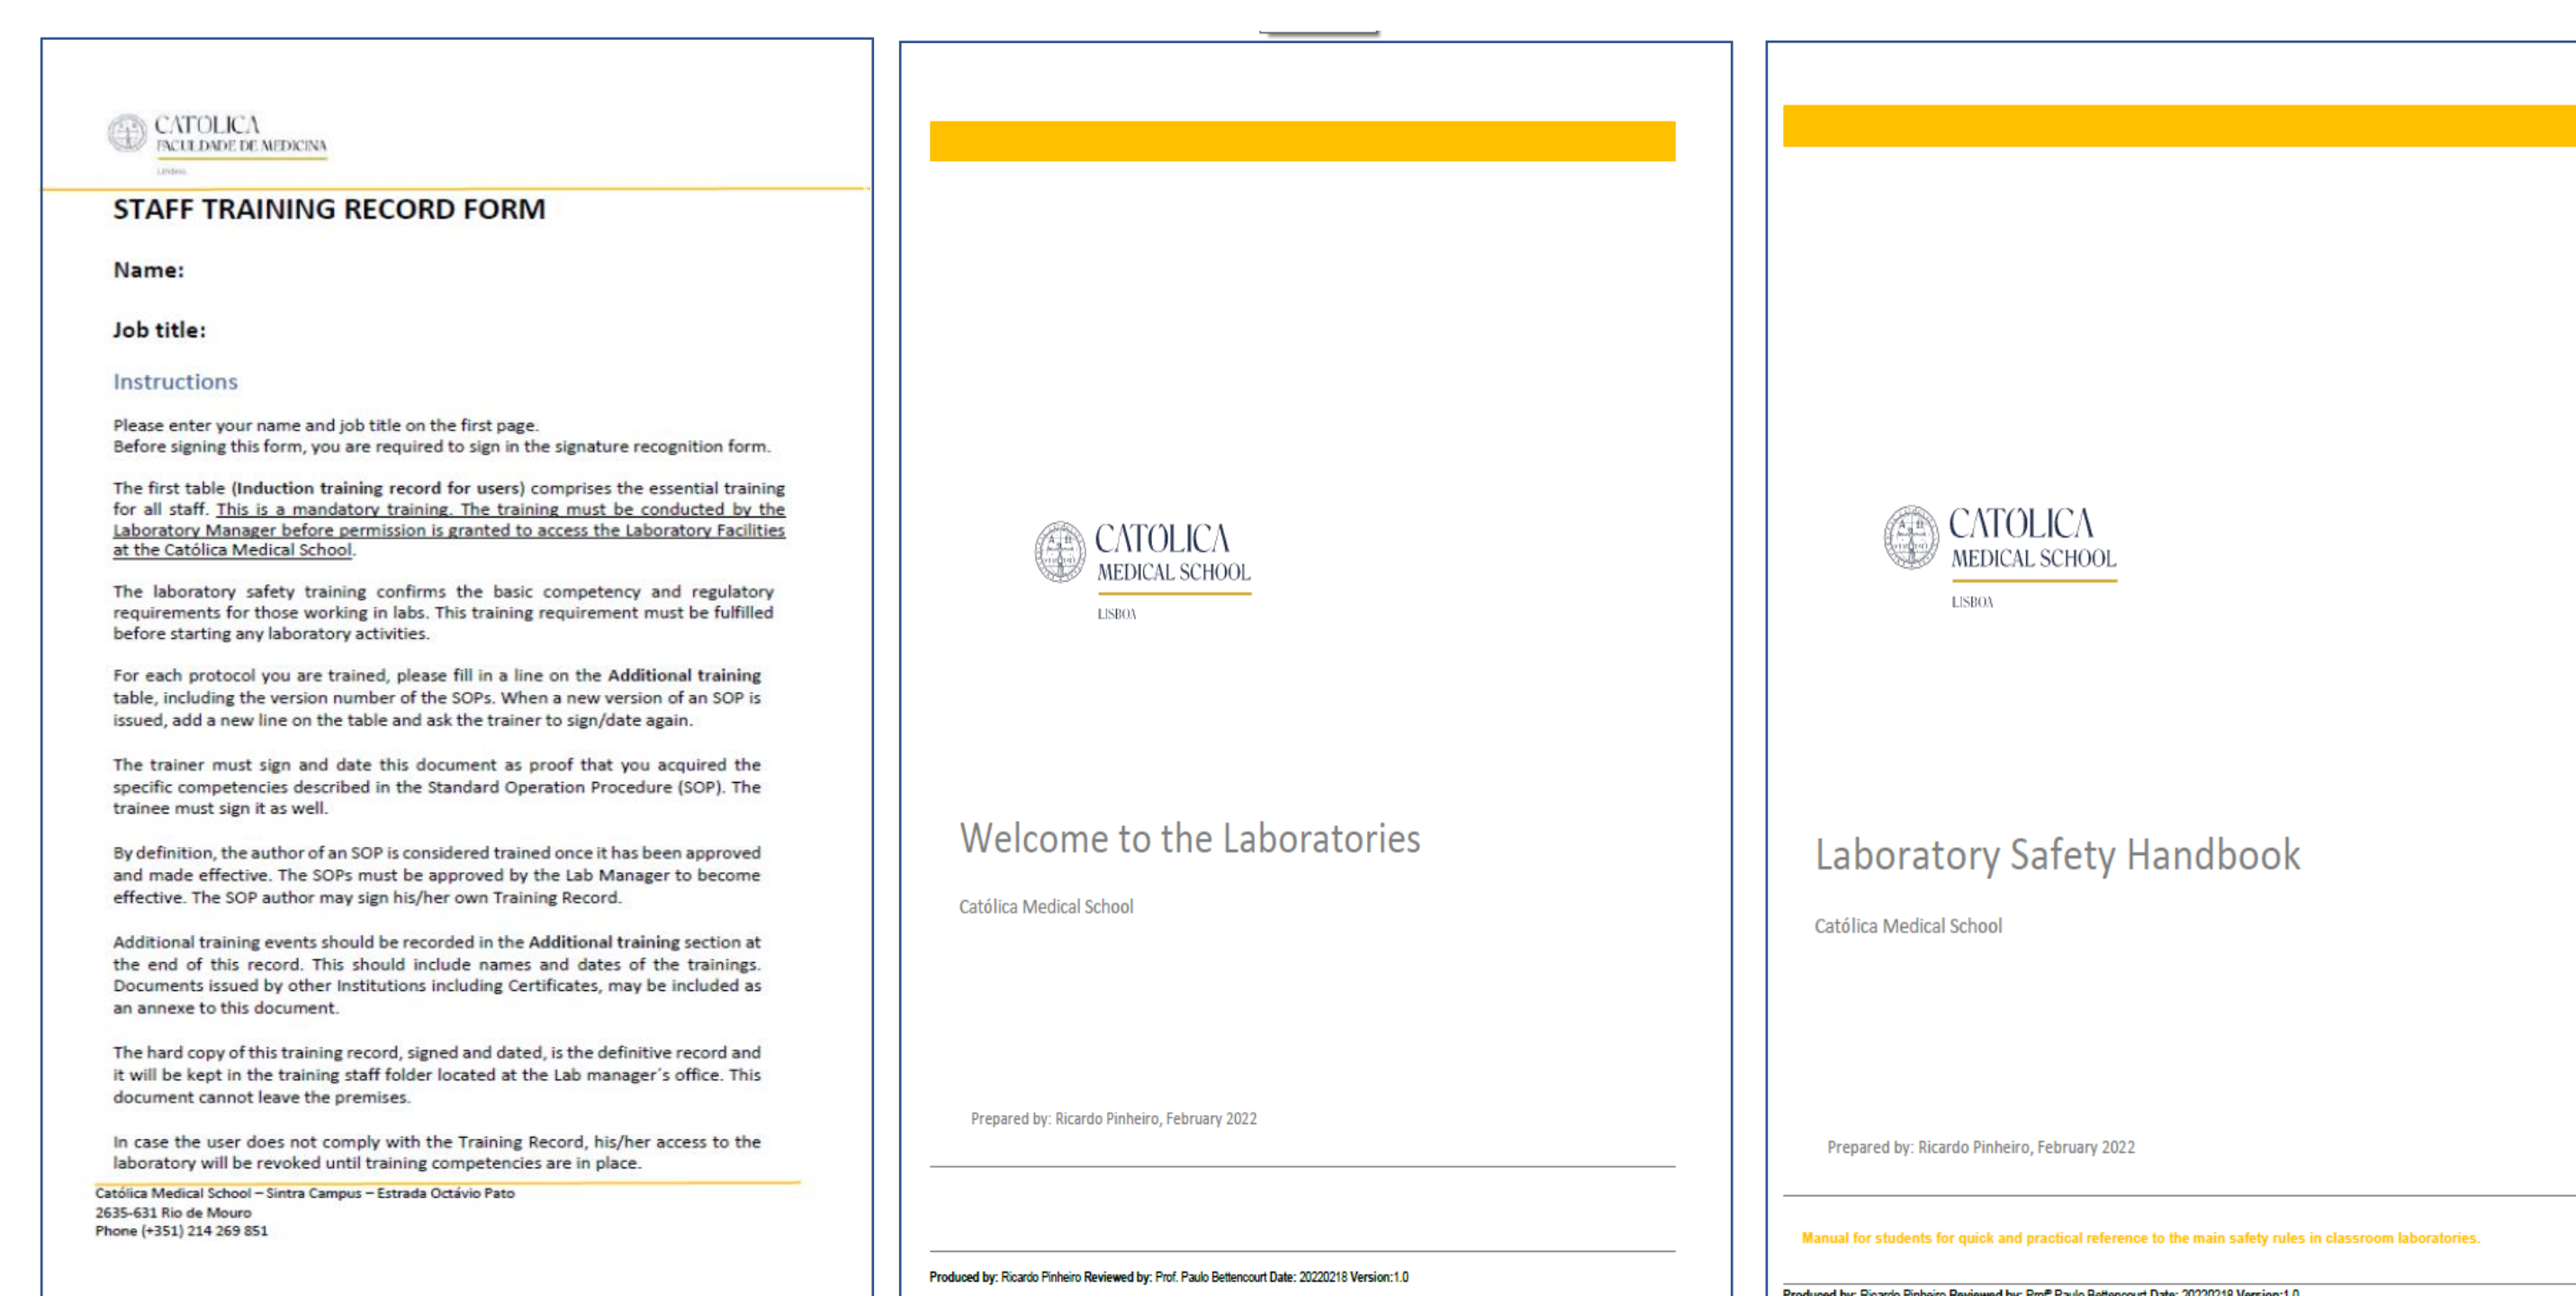 CATOLICA
FACULDADE DE MEDICINA
LISBOA
STAFF TRAINING RECORD FORM
Name:
Job title:
Instructions
Please enter your name and job title on the first page.
Before signing this form, you are required to sign in the signature recognition form.
The first table (Induction training record for users) comprises the essential training
for all staff. This is a mandatory training. The training must be conducted by the
Laboratory Manager before permission is granted to access the Laboratory Facilities
at the Católica Medical School.
The laboratory safety training confirms the basic competency and regulatory
requirements for those working in labs. This training requirement must be fulfilled
before starting any laboratory activities.
For each protocol you are trained, please fill in a line on the Additional training
table, including the version number of the SOPs. When a new version of an SOP is
issued, add a new line on the table and ask the trainer to sign/date again.
The trainer must sign and date this document as proof that you acquired the
specific competencies described in the Standard Operation Procedure (SOP). The
trainee must sign it as well.
By definition, the author of an SOP is considered trained once it has been approved
and made effective. The SOPs must be approved by the Lab Manager to become
effective. The SOP author may sign his/her own Training Record.
Additional training events should be recorded in the Additional training section at
the end of this record. This should include names and dates of the trainings.
Documents issued by other Institutions including Certificates, may be included as
an annexe to this document.
The hard copy of this training record, signed and dated, is the definitive record and
it will be kept in the training staff folder located at the Lab manager´s office. This
document cannot leave the premises.
In case the user does not comply with the Training Record, his/her access to the
laboratory will be revoked until training competencies are in place.
Católica Medical School – Sintra Campus – Estrada Octávio Pato
2635-631 Rio de Mouro
Phone (+351) 214 269 851
CATOLICA
MEDICAL SCHOOL
LISBOA
Welcome to the Laboratories
Católica Medical School
Prepared by: Ricardo Pinheiro, February 2022
Produced by: Ricardo Pinheiro Reviewed by: Prof. Paulo Bettencourt Date: 20220218 Version:1.0
CATOLICA
MEDICAL SCHOOL
LISBOA
Laboratory Safety Handbook
Católica Medical School
Prepared by: Ricardo Pinheiro, February 2022
Manual for students for quick and practical reference to the main safety rules in classroom laboratories.
Produced by: Ricardo Pinheiro Reviewed by: Profº Paulo Bettencourt Date: 20220218 Version:1.0